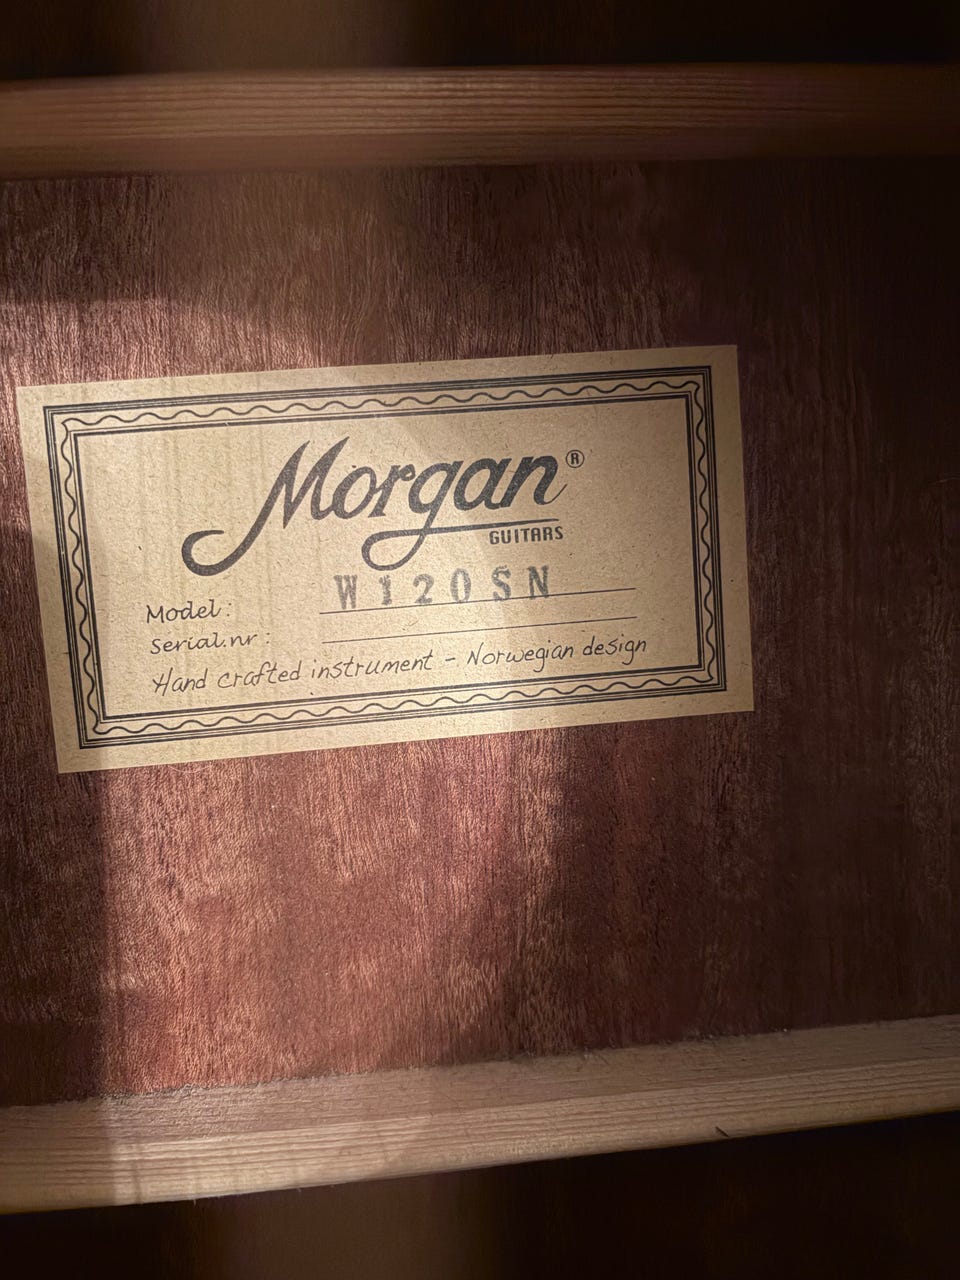 Morgan®
GUITARS
Model: W120SN
Serial.nr:
Hand crafted instrument - Norwegian design